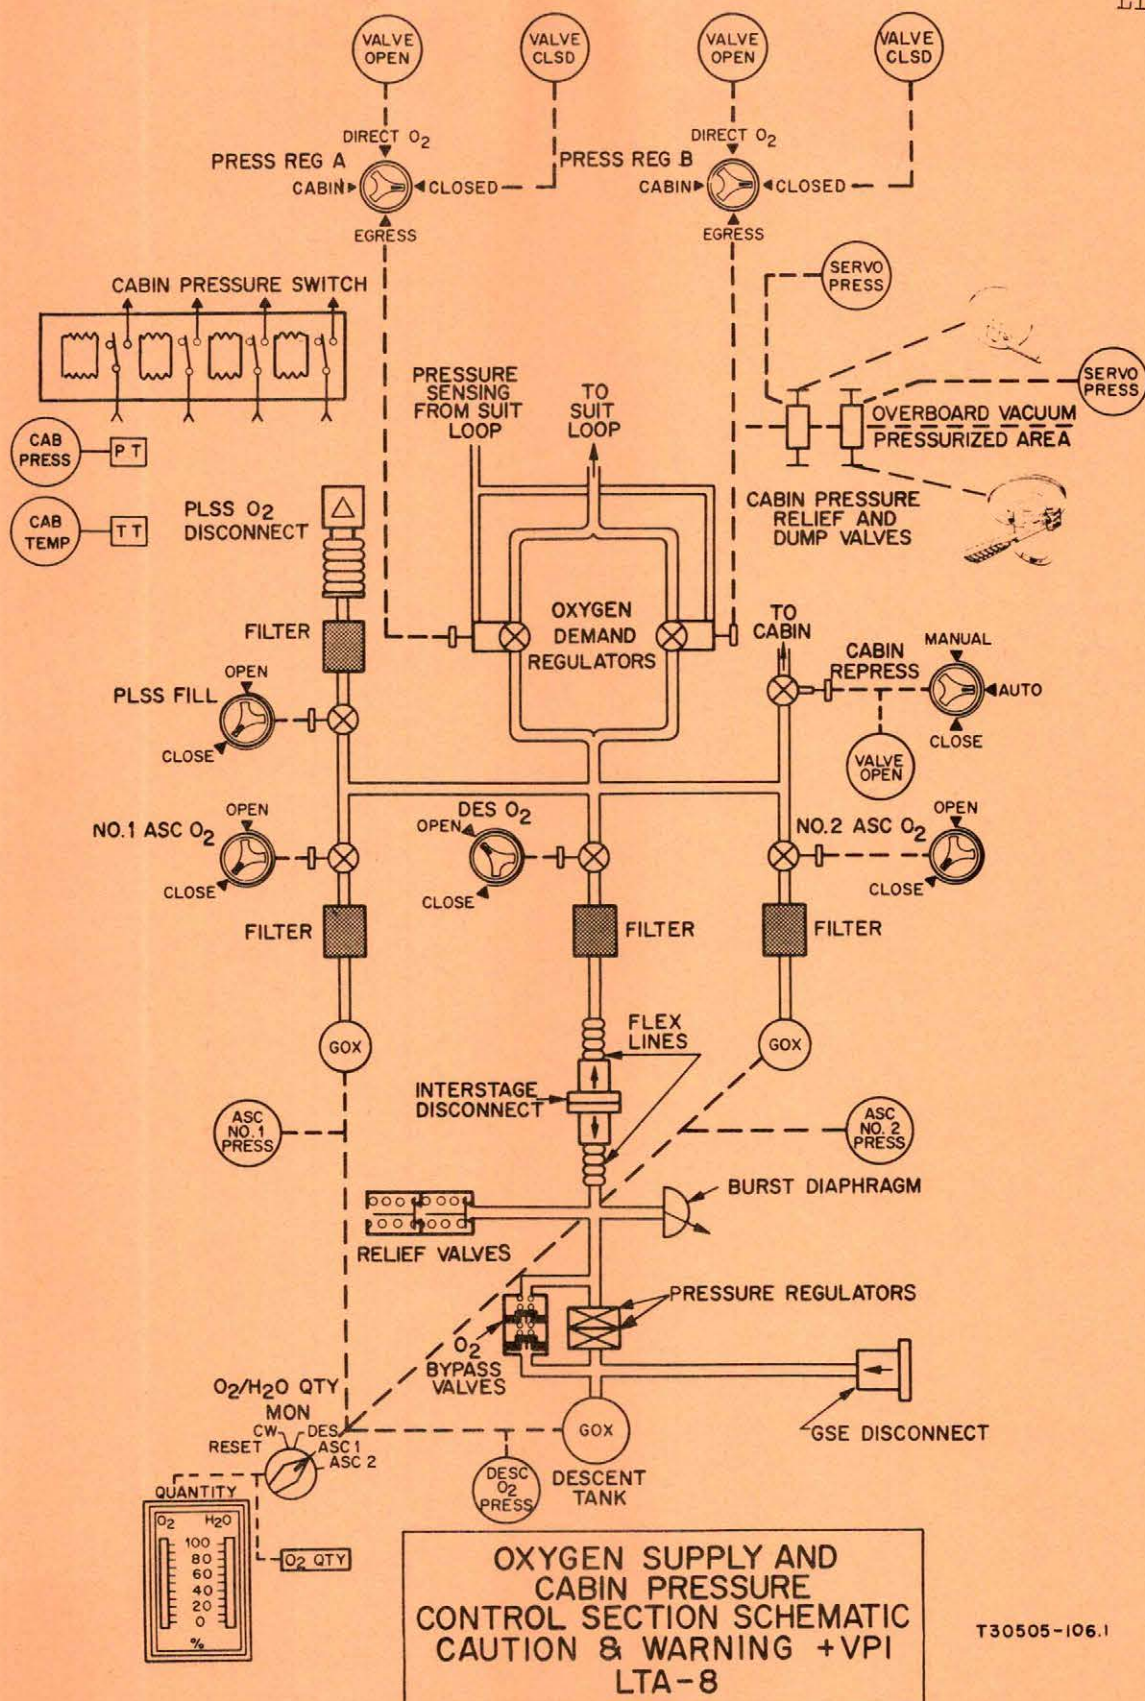 VALVE
OPEN
VALVE
CLSD
VALVE
OPEN
VALVE
CLSD
DIRECT O2
PRESS REG A
CABIN
CLOSED
EGRESS
DIRECT O2
PRESS REG B
CABIN
CLOSED
EGRESS
SERVO
PRESS
CABIN PRESSURE SWITCH
SERVO
PRESS
PRESSURE
SENSING
FROM SUIT
LOOP
TO
SUIT
LOOP
OVERBOARD VACUUM
PRESSURIZED AREA
CAB
PRESS
PT
CAB
TEMP
TT
PLSS O2
DISCONNECT
CABIN PRESSURE
RELIEF AND
DUMP VALVES
FILTER
OXYGEN
DEMAND
REGULATORS
TO
CABIN
CABIN
REPRESS
MANUAL
AUTO
CLOSE
VALVE
OPEN
PLSS FILL
OPEN
CLOSE
NO.1 ASC O2
OPEN
CLOSE
DES O2
OPEN
CLOSE
NO.2 ASC O2
OPEN
CLOSE
FILTER
FILTER
FILTER
GOX
FLEX
LINES
GOX
INTERSTAGE
DISCONNECT
ASC
NO.1
PRESS
ASC
NO. 2
PRESS
BURST DIAPHRAGM
RELIEF VALVES
PRESSURE REGULATORS
O2
BYPASS
VALVES
GSE DISCONNECT
O2/H2O QTY
MON
CW
DES
RESET
ASC 1
ASC 2
GOX
DESCENT
TANK
DESC
O2
PRESS
QUANTITY
O2 H2O
100
80
60
40
20
0
%
O2 QTY
OXYGEN SUPPLY AND
CABIN PRESSURE
CONTROL SECTION SCHEMATIC
CAUTION & WARNING +VPI
LTA-8
T30505-106.1